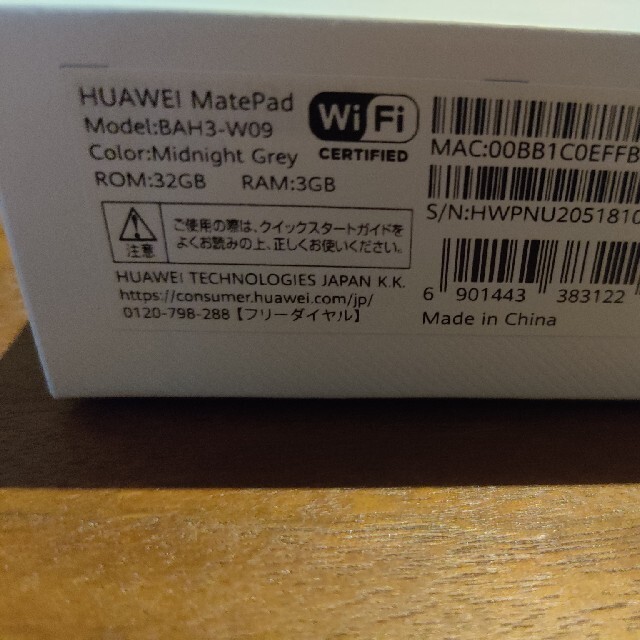 HUAWEI MatePad
Model:BAH3-W09
Color:Midnight Grey
ROM:32GB RAM:3GB
Wi Fi
CERTIFIED
注意
ご使用の際は、クイックスタートガイドを
よくお読みの上、正しくお使いください。
HUAWEI TECHNOLOGIES JAPAN K.K.
https://consumer.huawei.com/jp/
0120-798-288【フリーダイヤル】
MAC:00BB1C0EFFB
S/N:HWPNU2051810
6 901443 383122
Made in China